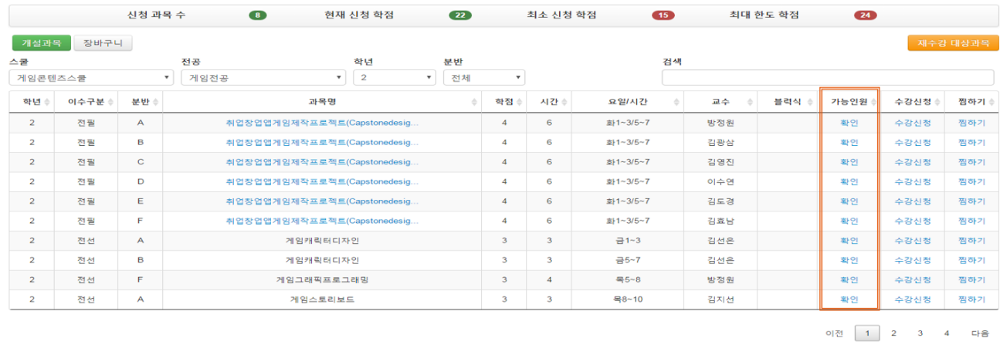 신청 과목 수 8 현재 신청 학점 22 최소 신청 학점 15 최대 한도 학점 24
개설과목 장바구니 재수강 대상과목
스쿨 전공 학년 분반 검색
게임콘텐츠스쿨 게임전공 2 전체
학년 이수구분 분반 과목명 학점 시간 요일/시간 교수 블럭식 가능인원 수강신청 찜하기
2 전필 A 취업창업앱게임제작프로젝트(Capstonedesig... 4 6 화1~3/5~7 방정원 확인 수강신청 찜하기
2 전필 B 취업창업앱게임제작프로젝트(Capstonedesig... 4 6 화1~3/5~7 김광삼 확인 수강신청 찜하기
2 전필 C 취업창업앱게임제작프로젝트(Capstonedesig... 4 6 화1~3/5~7 김영진 확인 수강신청 찜하기
2 전필 D 취업창업앱게임제작프로젝트(Capstonedesig... 4 6 화1~3/5~7 이수연 확인 수강신청 찜하기
2 전필 E 취업창업앱게임제작프로젝트(Capstonedesig... 4 6 화1~3/5~7 김도경 확인 수강신청 찜하기
2 전필 F 취업창업앱게임제작프로젝트(Capstonedesig... 4 6 화1~3/5~7 김효남 확인 수강신청 찜하기
2 전선 A 게임캐릭터디자인 3 3 금1~3 김선은 확인 수강신청 찜하기
2 전선 B 게임캐릭터디자인 3 3 금5~7 김선은 확인 수강신청 찜하기
2 전선 F 게임그래픽프로그래밍 3 4 목5~8 방정원 확인 수강신청 찜하기
2 전선 A 게임스토리보드 3 3 목8~10 김지선 확인 수강신청 찜하기
이전 1 2 3 4 다음